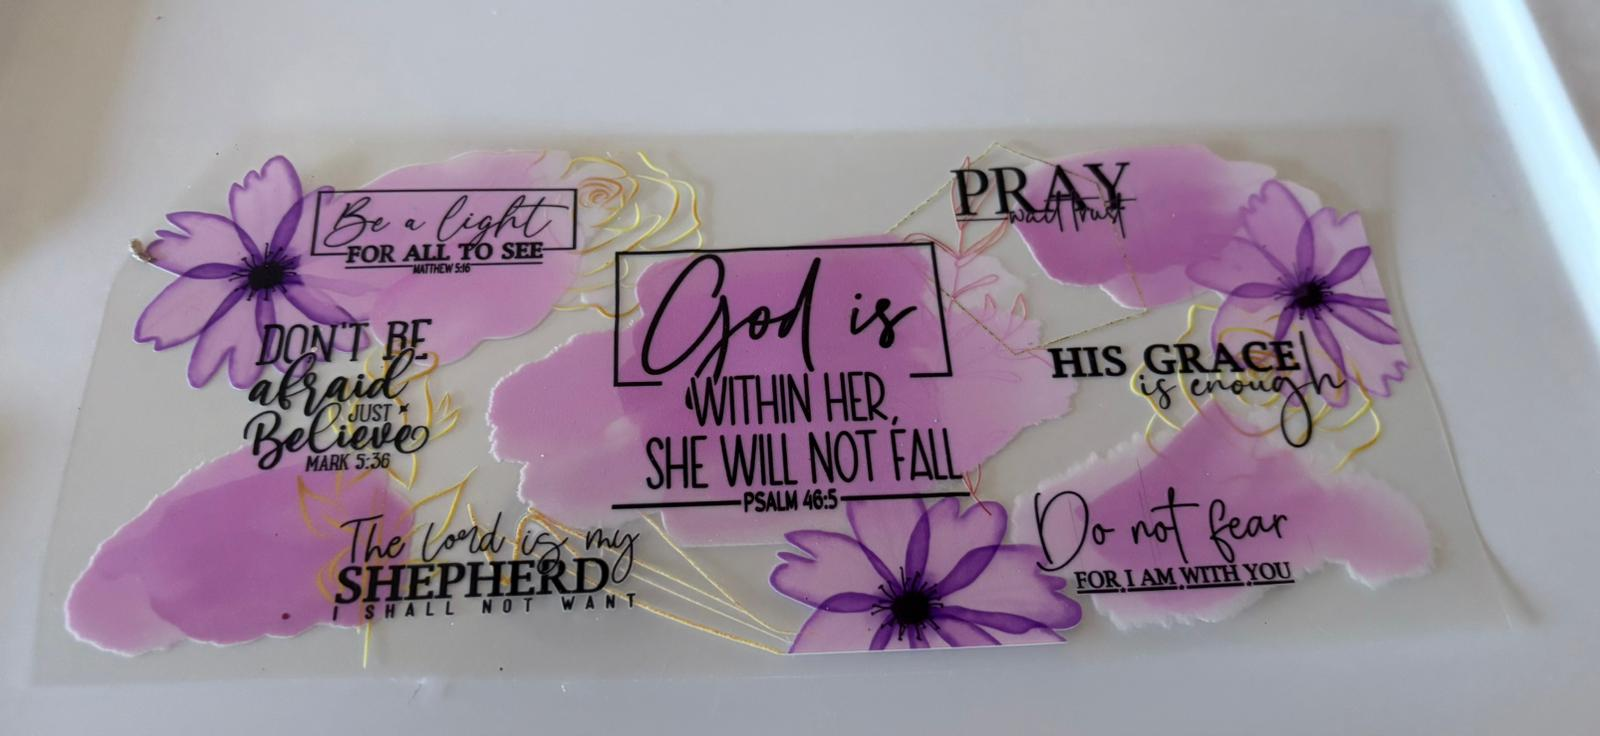 Be a light
FOR ALL TO SEE
MATTHEW 5:16
DON'T BE
afraid
JUST
Believe
MARK 5:36
The Lord is my
SHEPHERD
I SHALL NOT WANT
God is
WITHIN HER,
SHE WILL NOT FALL
PSALM 46:5
PRAY
wait trust
HIS GRACE
is enough
Do not fear
FOR I AM WITH YOU